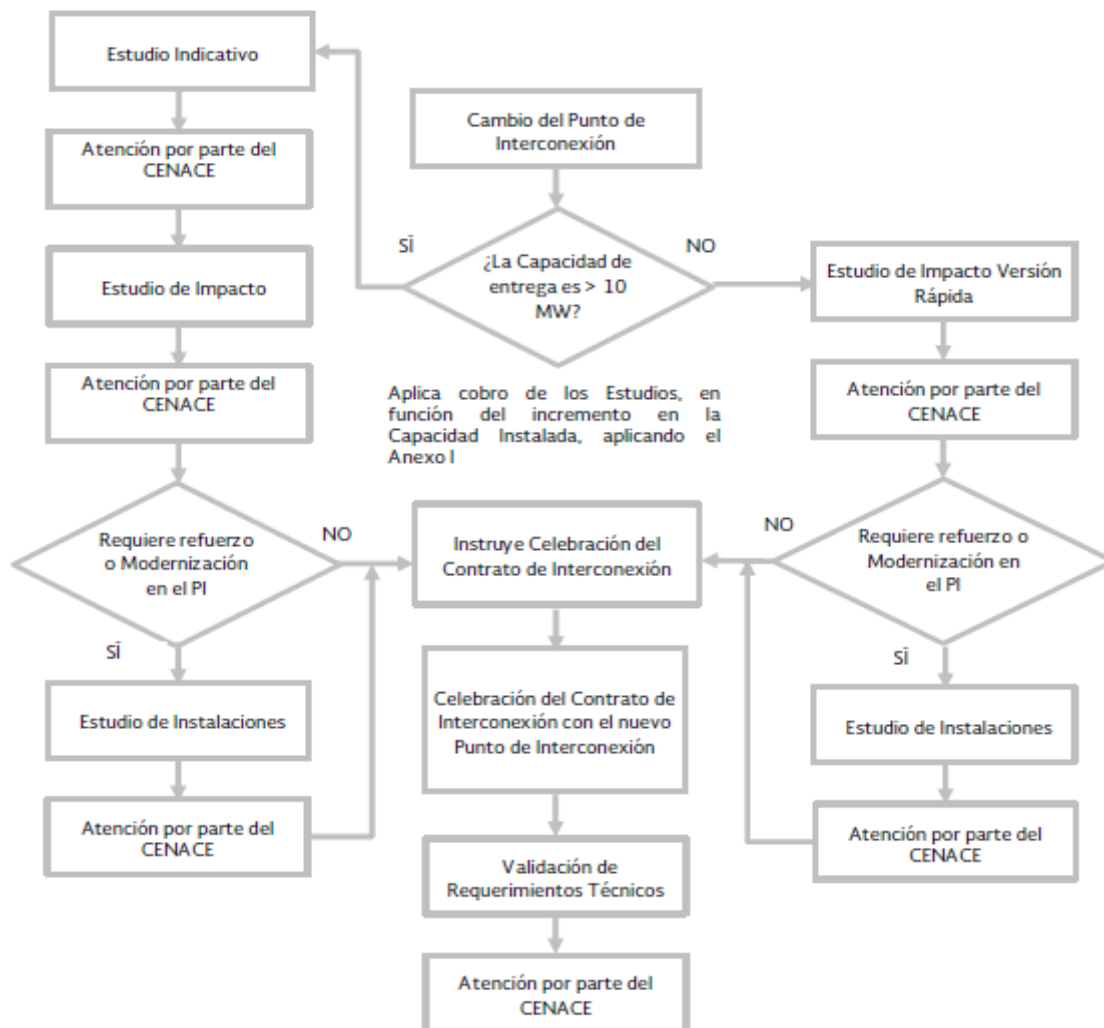 Estudio Indicativo
Atención por parte del
CENACE
Estudio de Impacto
Atención por parte del
CENACE
Requiere refuerzo
o Modernización
en el PI
NO
SÍ
Estudio de Instalaciones
Atención por parte del
CENACE
Cambio del Punto de
Interconexión
SÍ
NO
¿La Capacidad de
entrega es > 10
MW?
Aplica cobro de los Estudios, en
función del incremento en la
Capacidad Instalada, aplicando el
Anexo I
Instruye Celebración del
Contrato de Interconexión
Celebración del Contrato de
Interconexión con el nuevo
Punto de Interconexión
Validación de
Requerimientos Técnicos
Atención por parte del
CENACE
Estudio de Impacto Versión
Rápida
Atención por parte del
CENACE
NO
Requiere refuerzo o
Modernización en
el PI
SÍ
Estudio de Instalaciones
Atención por parte del
CENACE